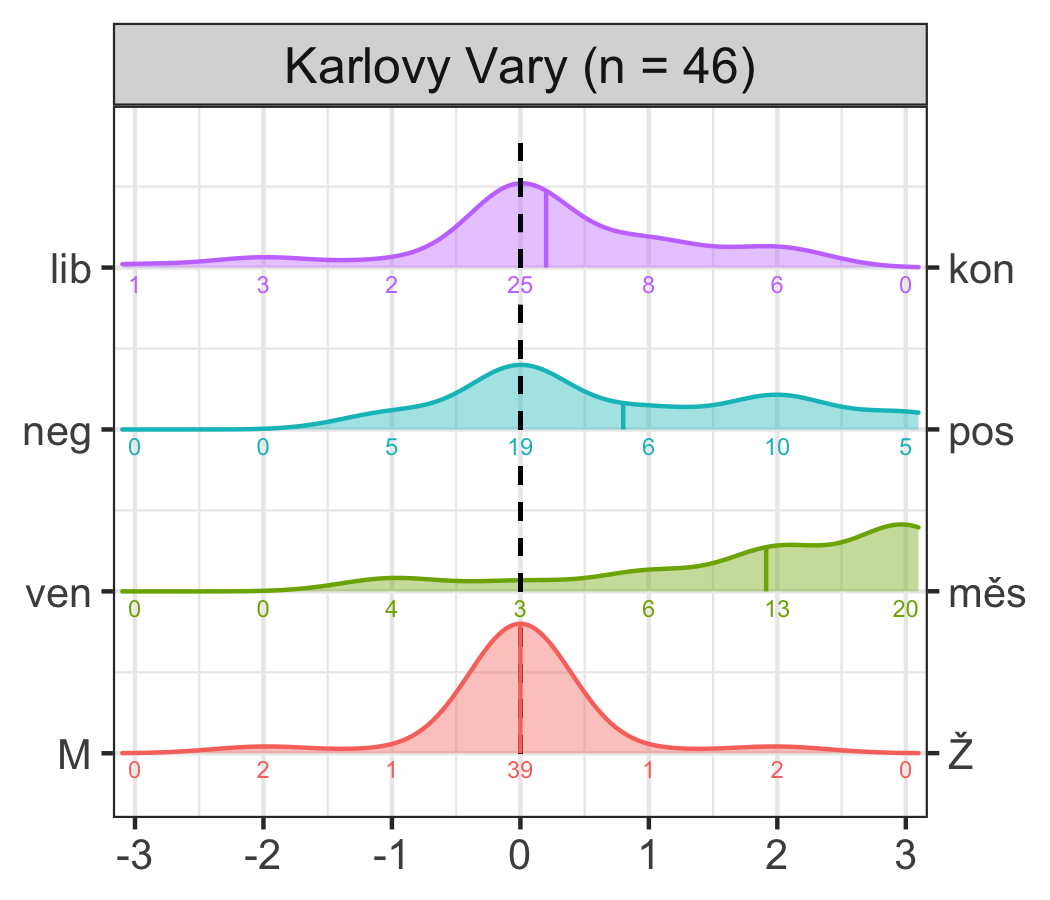 Karlovy Vary (n = 46)
lib kon
1 3 2 25 8 6 0
neg pos
0 0 5 19 6 10 5
ven měs
0 0 4 3 6 13 20
M Ž
0 2 1 39 1 2 0
-3 -2 -1 0 1 2 3